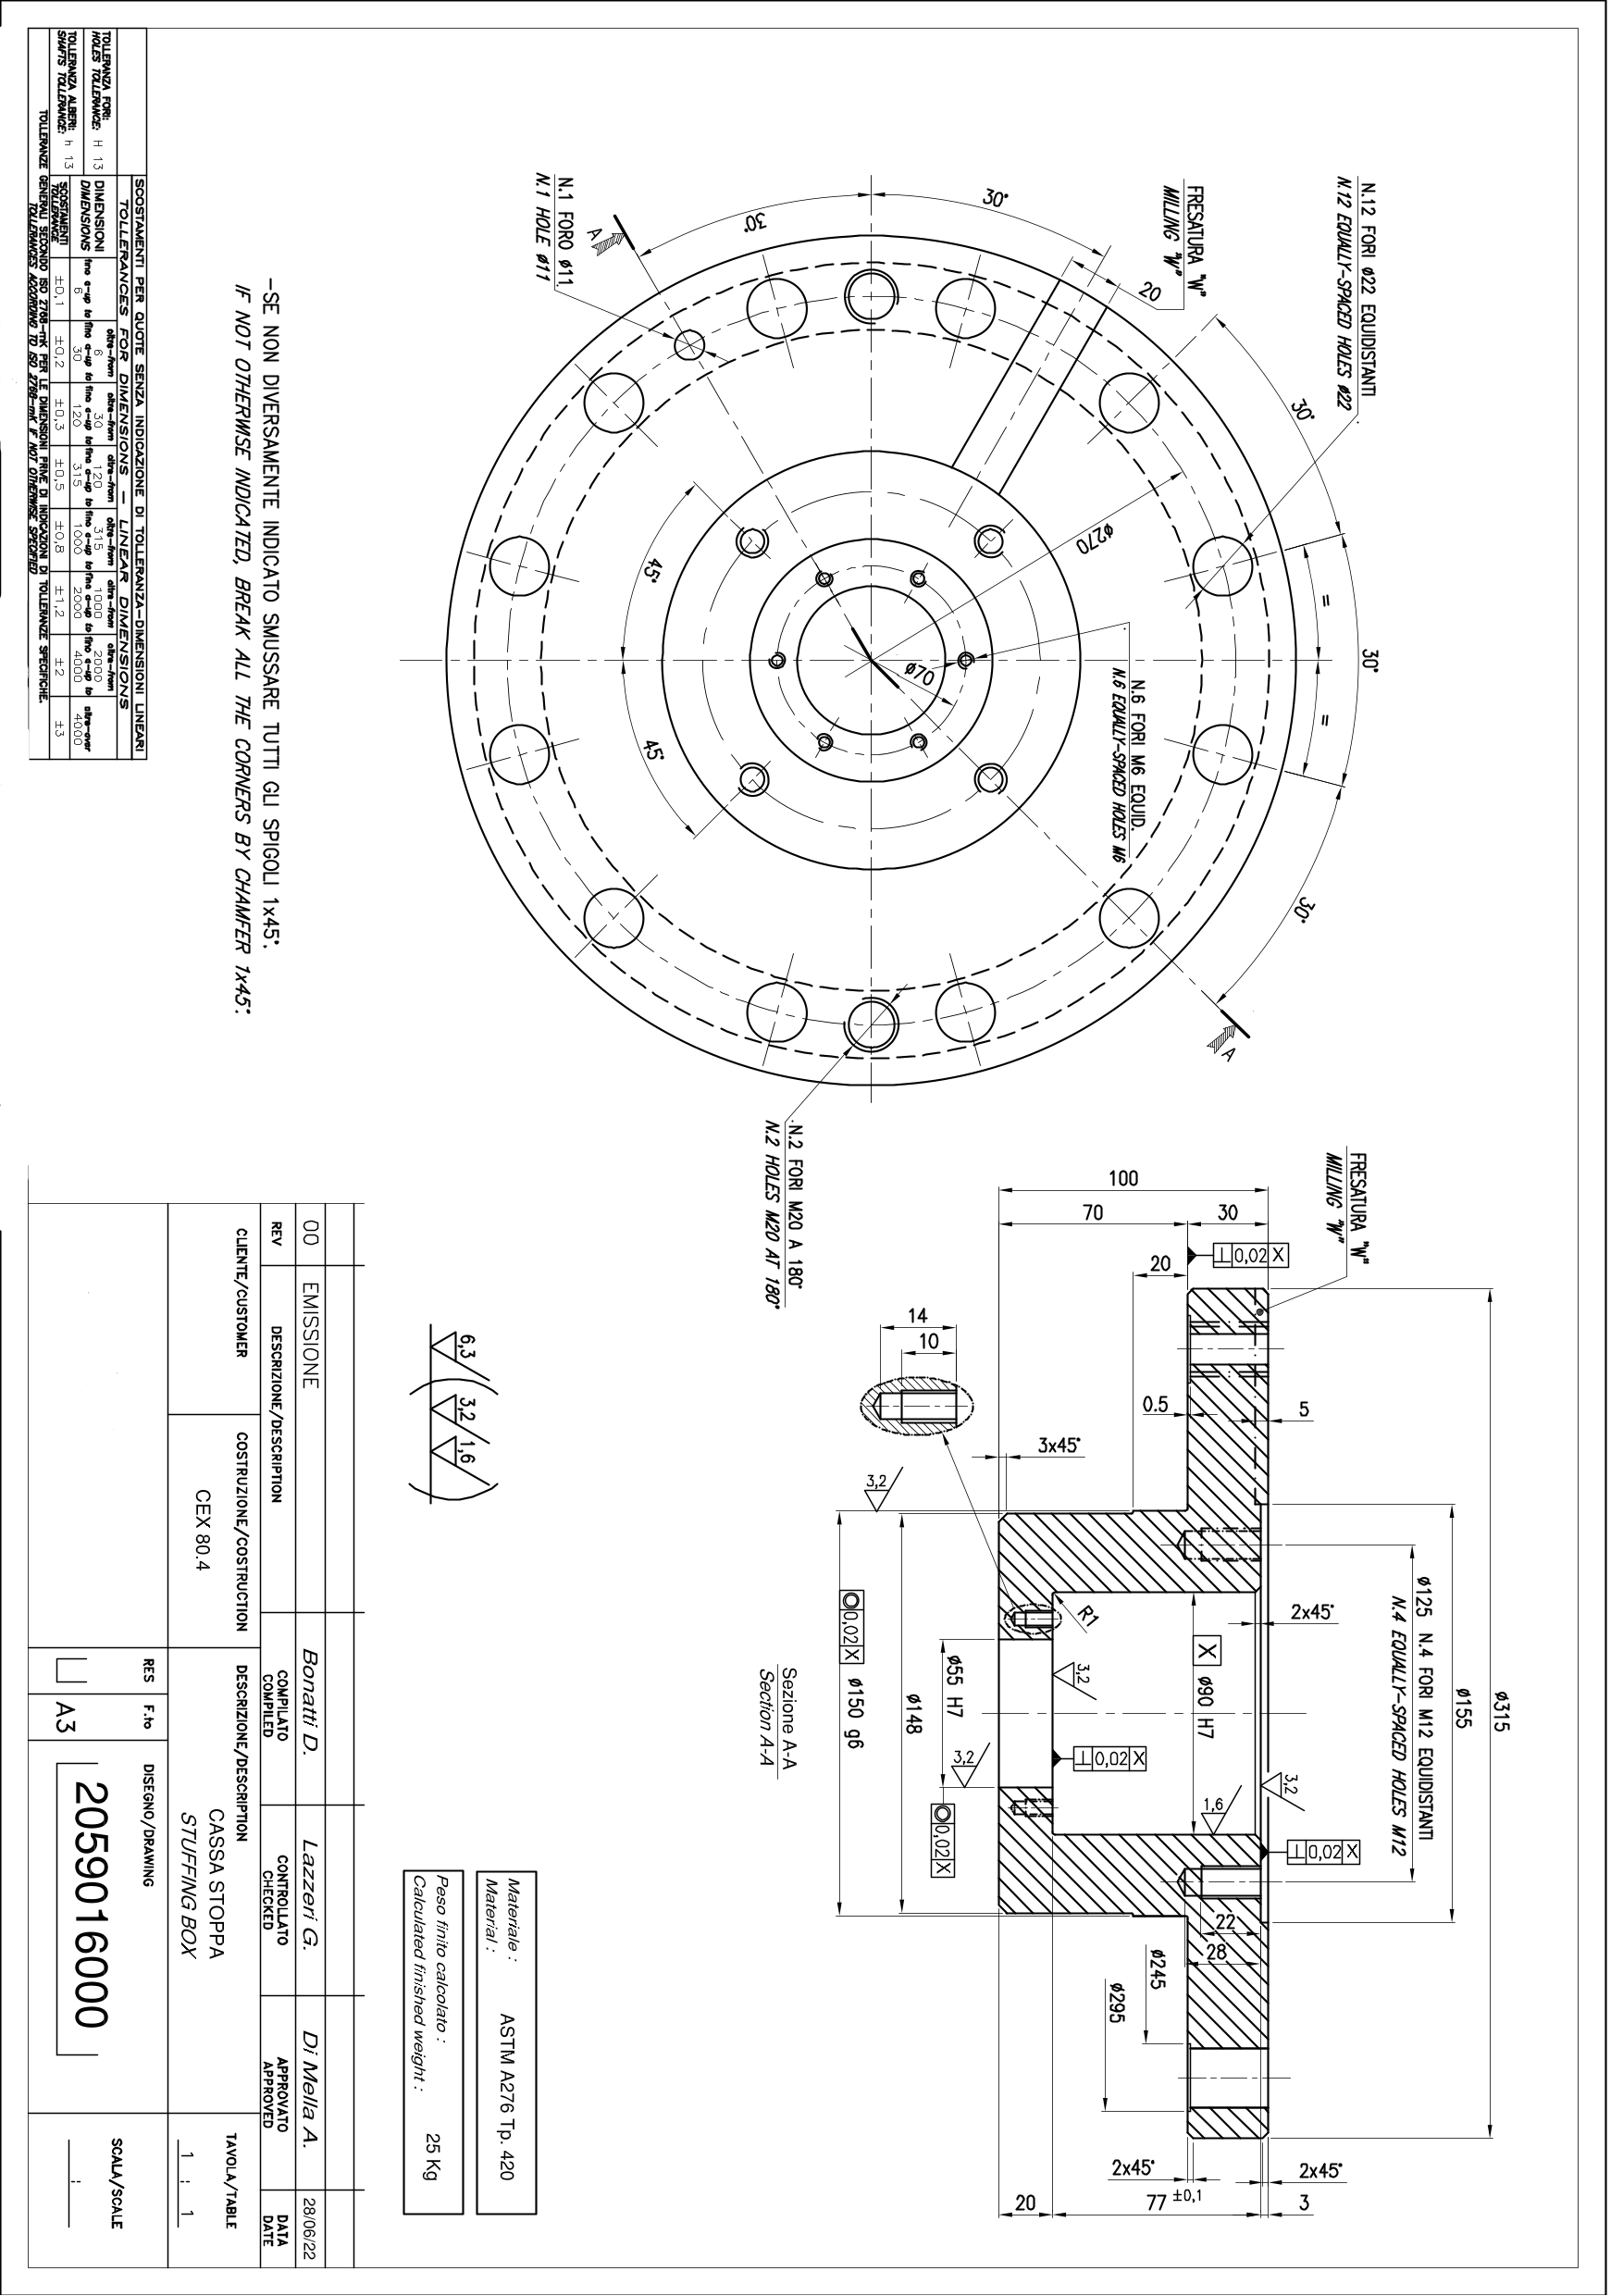 N.12 FORI ø22 EQUIDISTANTI
N.12 EQUALLY-SPACED HOLES ø22
FRESATURA "W"
MILLING "W"
20
30°
30°
30°
30°
30°
=
=
N.1 FORO ø11
N.1 HOLE ø11
A
A
ø270
ø70
45°
45°
N.6 FORI M6 EQUID.
N.6 EQUALLY-SPACED HOLES M6
N.2 FORI M20 A 180°
N.2 HOLES M20 AT 180°
-SE NON DIVERSAMENTE INDICATO SMUSSARE TUTTI GLI SPIGOLI 1x45°.
IF NOT OTHERWISE INDICATED, BREAK ALL THE CORNERS BY CHAMFER 1x45°.
FRESATURA "W"
MILLING "W"
100
70
30
20
⊥ 0,02 X
14
10
0.5
5
3x45°
3,2
ø315
ø155
ø125 N.4 FORI M12 EQUIDISTANTI
N.4 EQUALLY-SPACED HOLES M12
2x45°
R1
X ø90 H7
3,2
ø55 H7
ø148
◎ 0,02 X ø150 g6
⊥ 0,02 X
3,2
◎ 0,02 X
1,6
3,2
⊥ 0,02 X
22
28
ø245
ø295
2x45°
2x45°
20
77 ±0,1
3
Sezione A-A
Section A-A
6,3 ( 3,2 1,6 )
Materiale :
Material :
ASTM A276 Tp. 420
Peso finito calcolato :
Calculated finished weight :
25 Kg
SCOSTAMENTI PER QUOTE SENZA INDICAZIONE DI TOLLERANZA-DIMENSIONI LINEARI
TOLLERANCES FOR DIMENSIONS - LINEAR DIMENSIONS
TOLLERANZA FORI:
HOLES TOLLERANCE: H 13
TOLLERANZA ALBERI:
SHAFTS TOLLERANCE: h 13
DIMENSIONI
DIMENSIONS
fino a-up to 6
oltre-from 6 fino a-up to 30
oltre-from 30 fino a-up to 120
oltre-from 120 fino a-up to 315
oltre-from 315 fino a-up to 1000
oltre-from 1000 fino a-up to 2000
oltre-from 2000 fino a-up to 4000
oltre-over 4000
SCOSTAMENTI
TOLLERANCE
±0,1 ±0,2 ±0,3 ±0,5 ±0,8 ±1,2 ±2 ±3
TOLLERANZE GENERALI SECONDO ISO 2768-mK PER LE DIMENSIONI PRIVE DI INDICAZIONI DI TOLLERANZE SPECIFICHE.
TOLLERANCES ACCORDING TO ISO 2768-mK IF NOT OTHERWISE SPECIFIED
00 EMISSIONE Bonatti D. Lazzeri G. Di Mella A. 28/06/22
REV
DESCRIZIONE/DESCRIPTION
COMPILATO
COMPILED
CONTROLLATO
CHECKED
APPROVATO
APPROVED
DATA
DATE
CLIENTE/CUSTOMER
COSTRUZIONE/COSTRUCTION
CEX 80.4
DESCRIZIONE/DESCRIPTION
CASSA STOPPA
STUFFING BOX
TAVOLA/TABLE
1 : 1
RES
F.to
A3
DISEGNO/DRAWING
20590016000
SCALA/SCALE
: